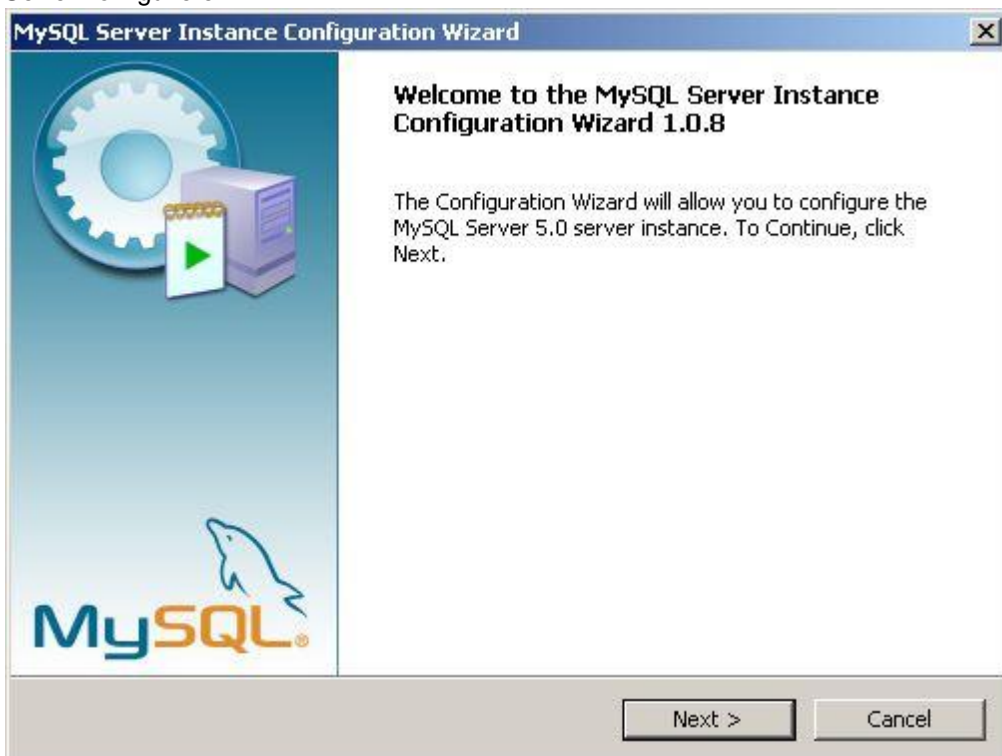 MySQL Server Instance Configuration Wizard
Welcome to the MySQL Server Instance
Configuration Wizard 1.0.8
The Configuration Wizard will allow you to configure the
MySQL Server 5.0 server instance. To Continue, click
Next.
MySQL®
Next >
Cancel